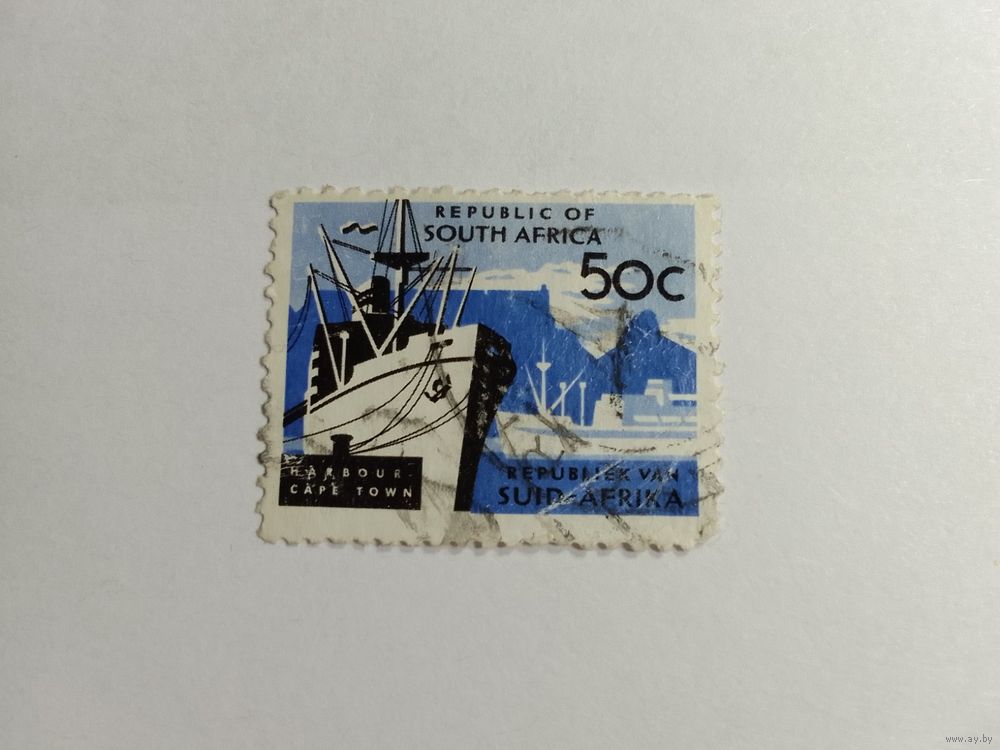 REPUBLIC OF
SOUTH AFRICA
50c
HARBOUR
CAPE TOWN
REPUBLIEK VAN
SUID-AFRIKA
www.ay.by